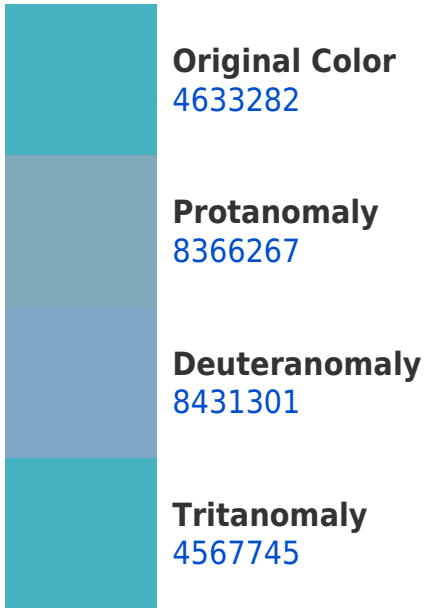 Original Color
4633282
Protanomaly
8366267
Deuteranomaly
8431301
Tritanomaly
4567745